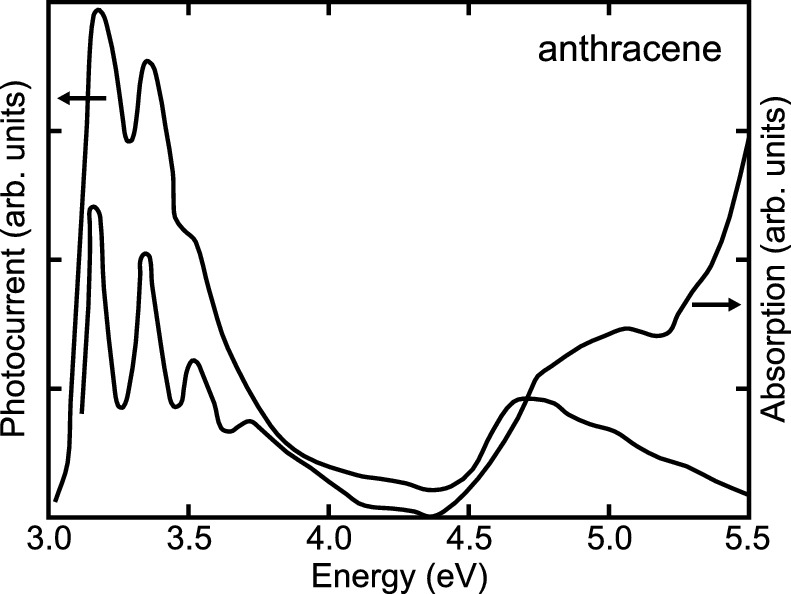 anthracene
Photocurrent (arb. units)
Absorption (arb. units)
3.0 3.5 4.0 4.5 5.0 5.5
Energy (eV)